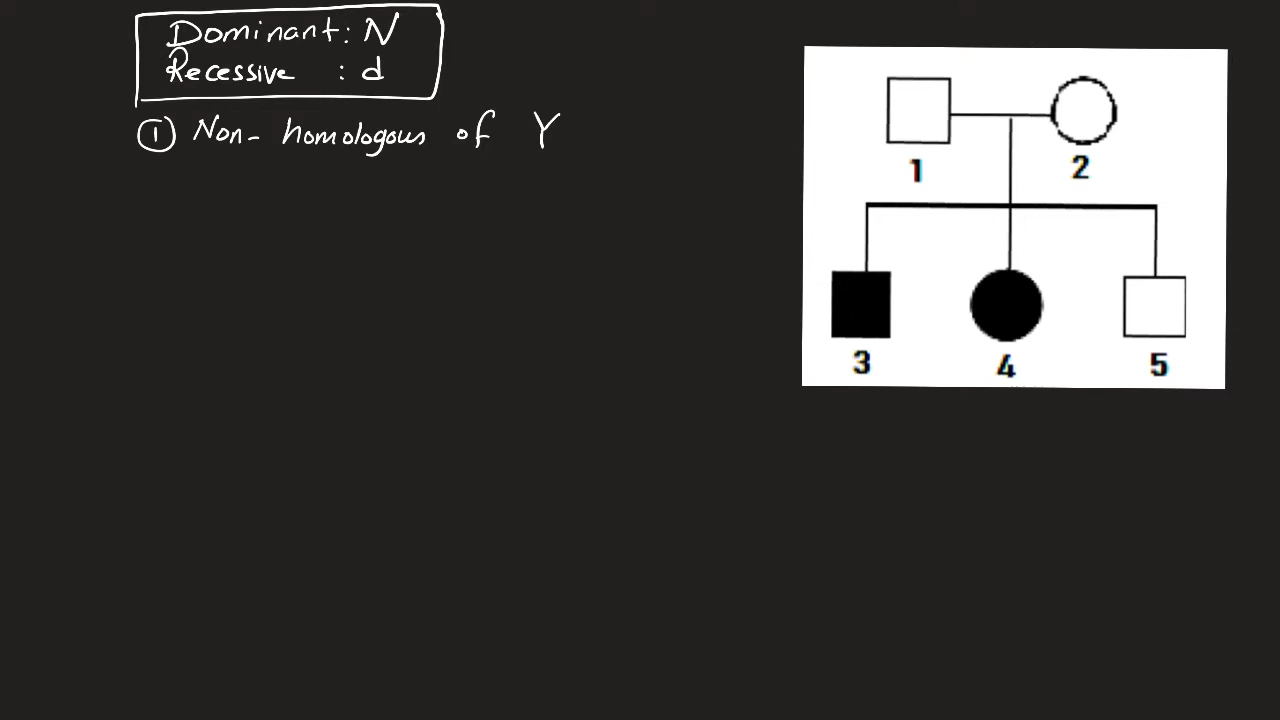 Dominant: N
Recessive : d
① Non-homologous of Y
1 2
3 4 5